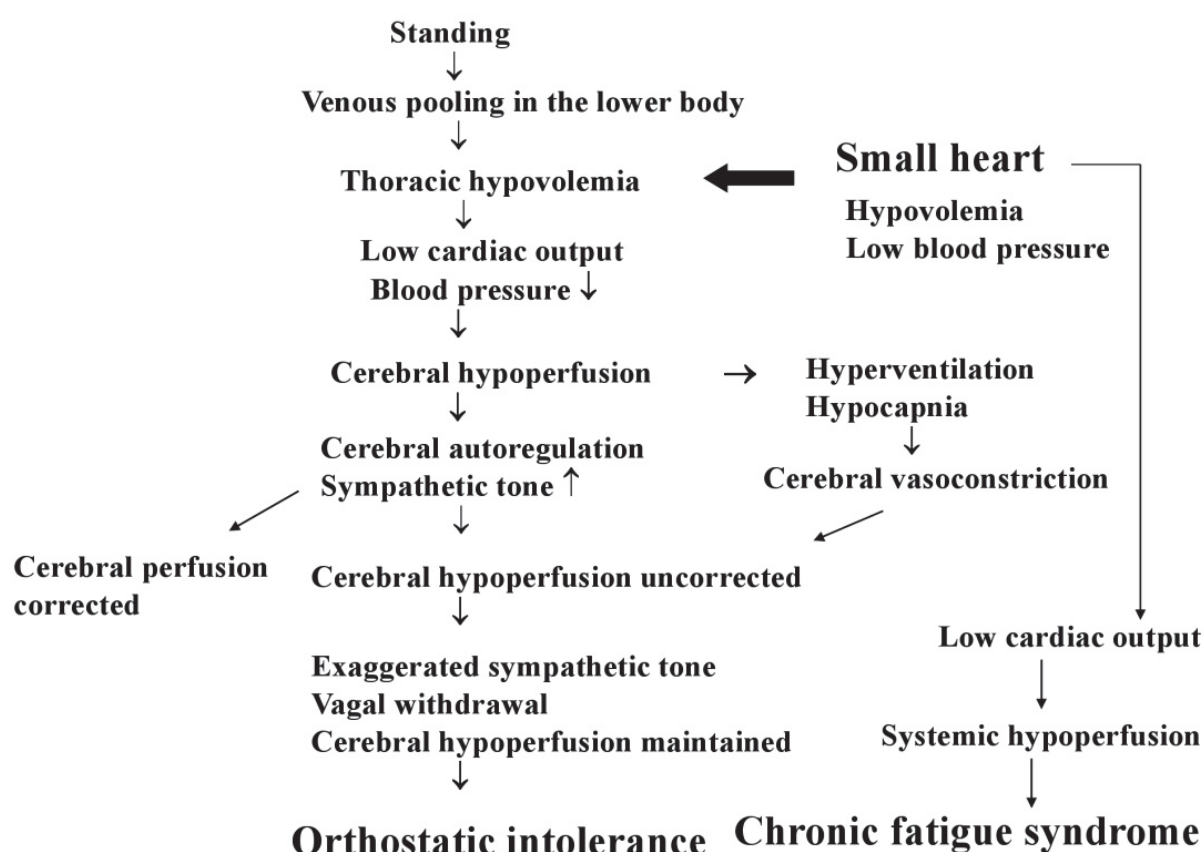 Standing
↓
Venous pooling in the lower body
↓
Thoracic hypovolemia
↓
Low cardiac output
Blood pressure ↓
↓
Cerebral hypoperfusion
→
↓
Cerebral autoregulation
Sympathetic tone ↑
↓
Cerebral perfusion
corrected
Cerebral hypoperfusion uncorrected
↓
Exaggerated sympathetic tone
Vagal withdrawal
Cerebral hypoperfusion maintained
↓
Orthostatic intolerance
Small heart
Hypovolemia
Low blood pressure
Hyperventilation
Hypocapnia
↓
Cerebral vasoconstriction
Low cardiac output
Systemic hypoperfusion
Chronic fatigue syndrome